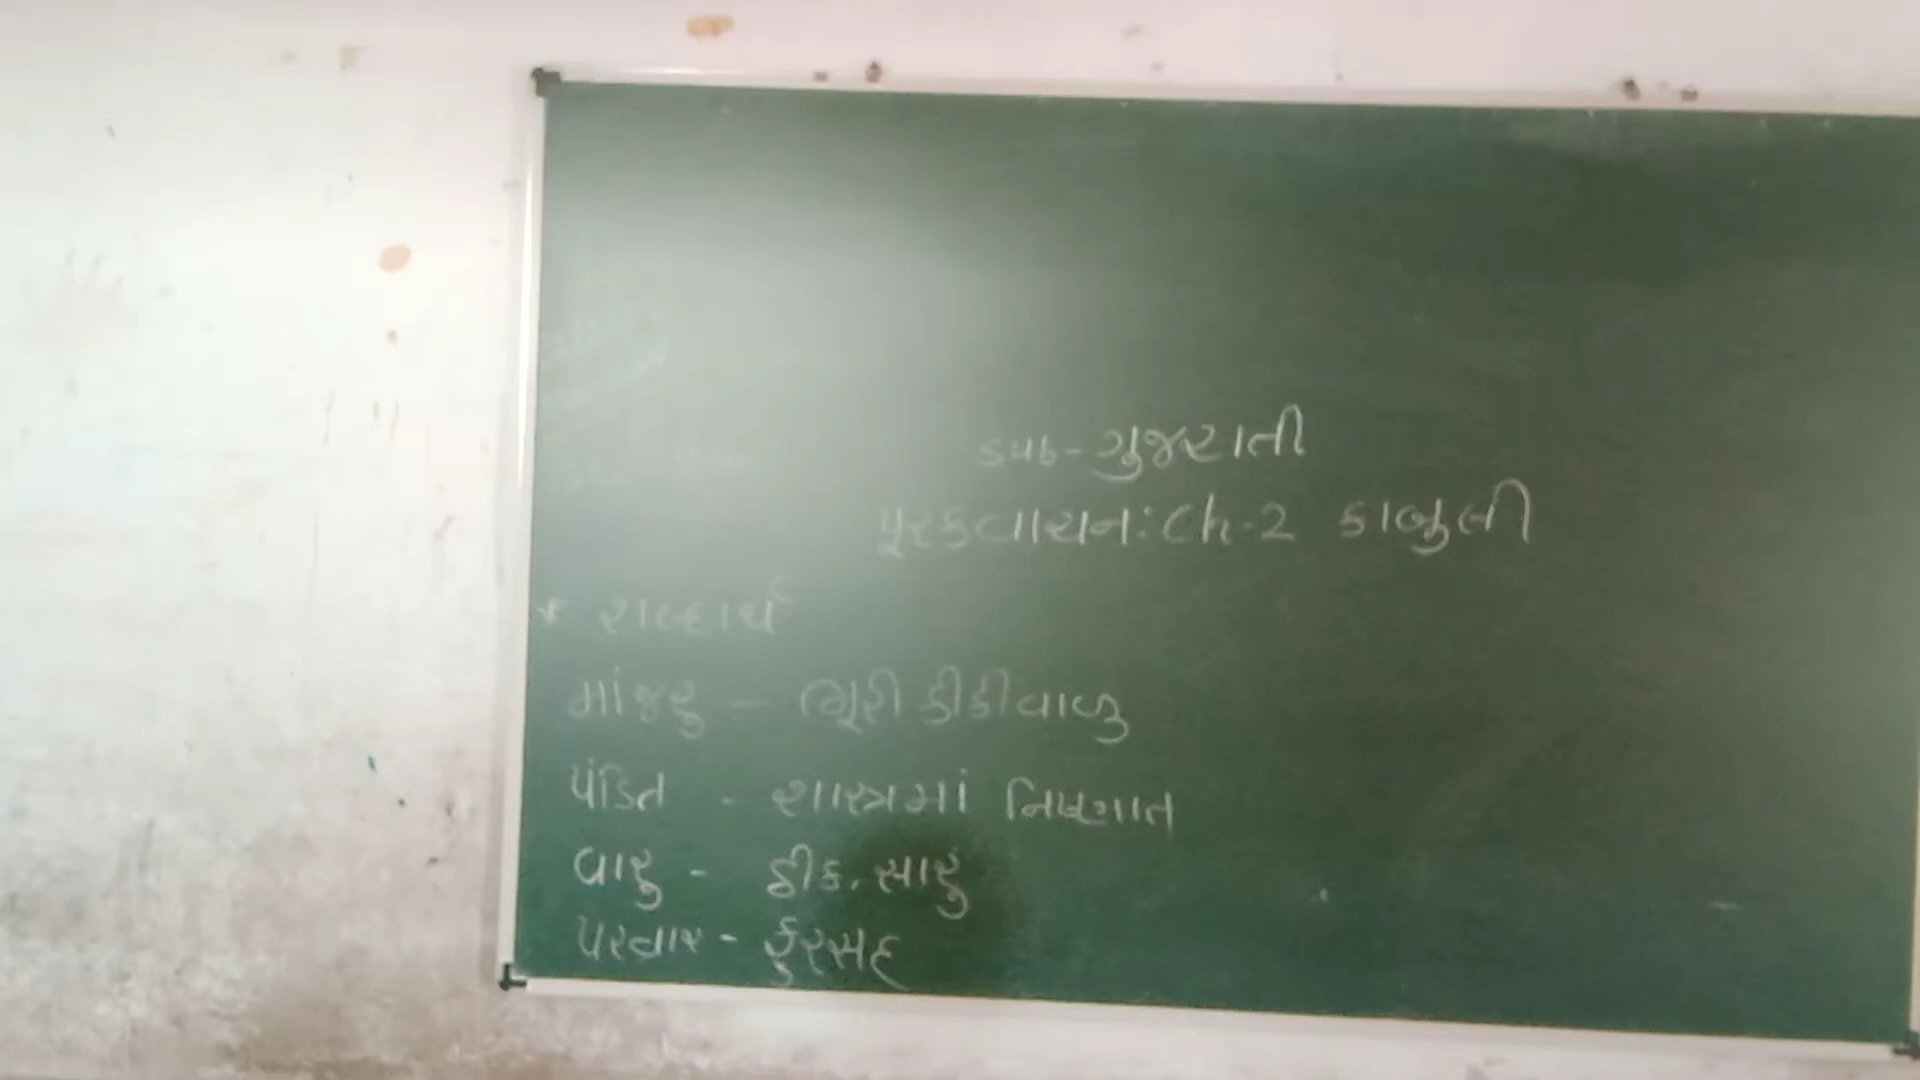 sub-ગુજરાતી
પૂરકવાચન: Ch-2 કાબુલી
* શબ્દાર્થ
માંજરુ - ભૂરી કીકીવાળુ
પંડિત - શાસ્ત્રમાં નિષ્ણાત
વારુ - ઠીક, સારું
પરવાર - ફુરસદ